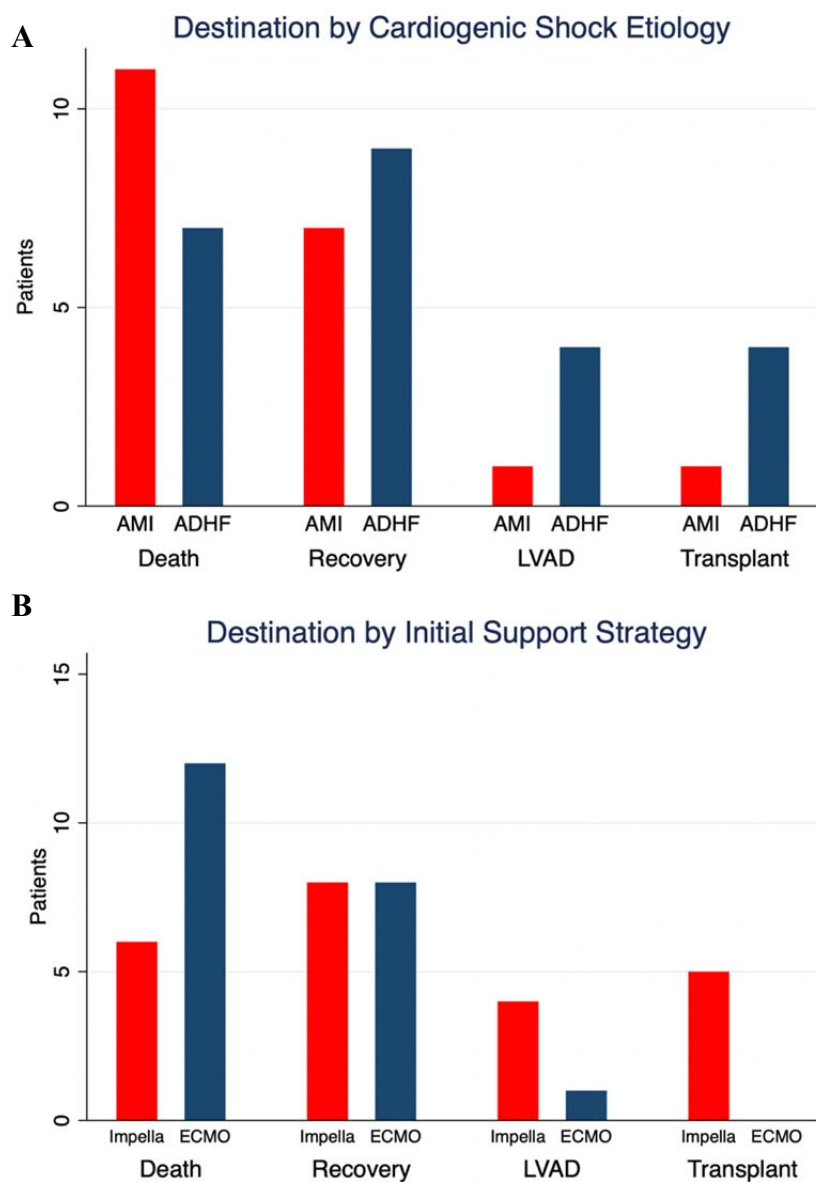 A
Destination by Cardiogenic Shock Etiology
Patients
10
5
0
AMI ADHF AMI ADHF AMI ADHF AMI ADHF
Death Recovery LVAD Transplant
B
Destination by Initial Support Strategy
Patients
15
10
5
0
Impella ECMO Impella ECMO Impella ECMO Impella ECMO
Death Recovery LVAD Transplant